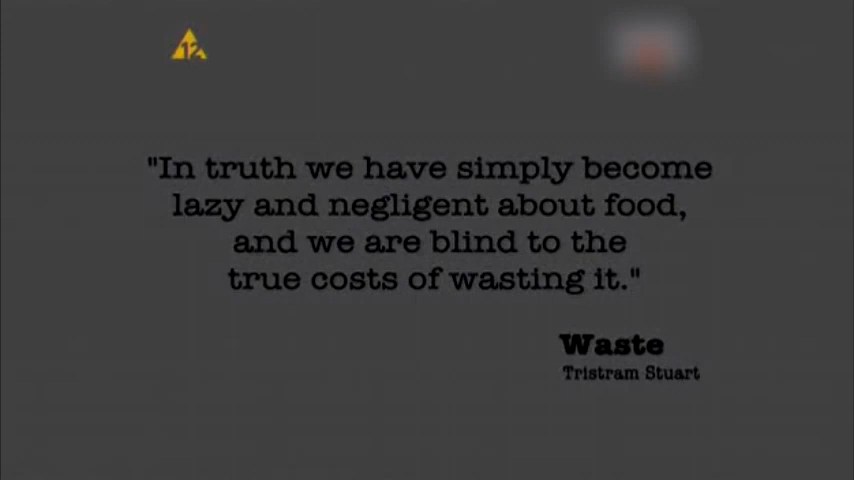 12
"In truth we have simply become
lazy and negligent about food,
and we are blind to the
true costs of wasting it."
Waste
Tristram Stuart